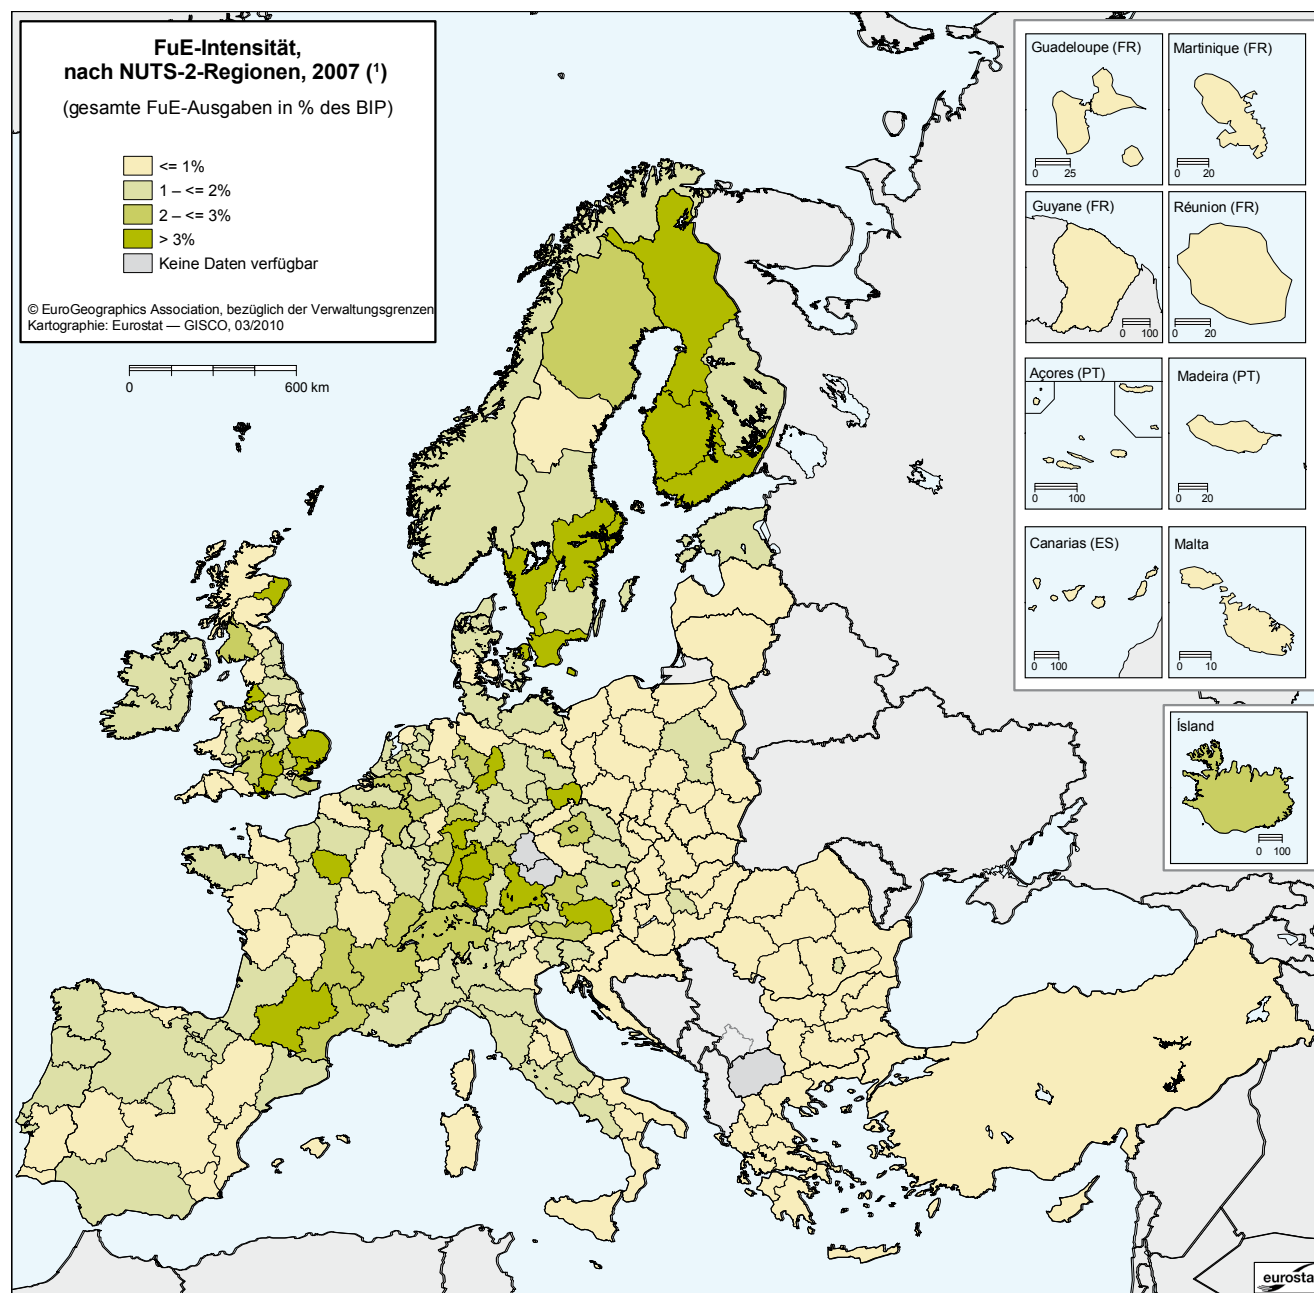 FuE-Intensität,
nach NUTS-2-Regionen, 2007 (¹)
(gesamte FuE-Ausgaben in % des BIP)
<= 1%
1 – <= 2%
2 – <= 3%
> 3%
Keine Daten verfügbar
© EuroGeographics Association, bezüglich der Verwaltungsgrenzen
Kartographie: Eurostat — GISCO, 03/2010
0 600 km
Guadeloupe (FR)
0 25
Martinique (FR)
0 20
Guyane (FR)
0 100
Réunion (FR)
0 20
Açores (PT)
0 100
Madeira (PT)
0 20
Canarias (ES)
0 100
Malta
0 10
Ísland
0 100
eurosta